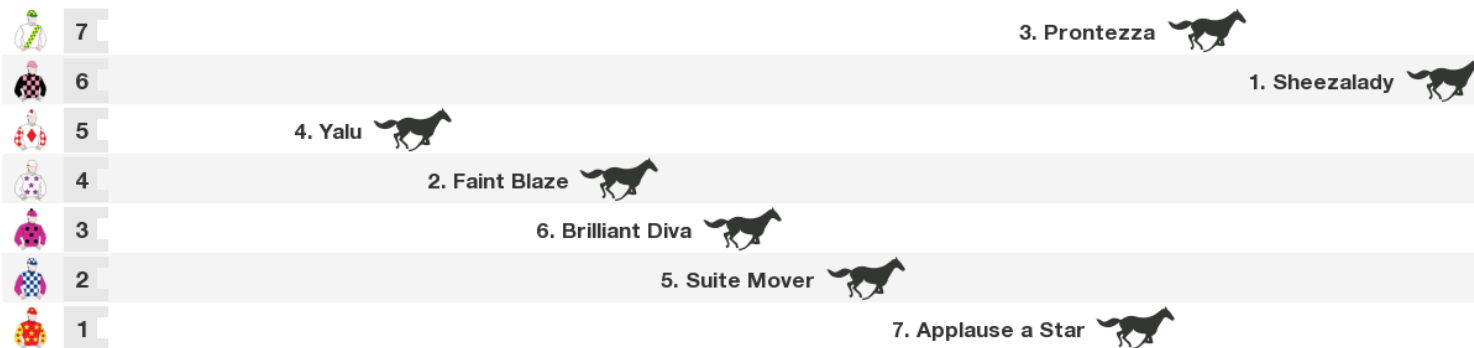 7 3. Prontezza
6 1. Sheezalady
5 4. Yalu
4 2. Faint Blaze
3 6. Brilliant Diva
2 5. Suite Mover
1 7. Applause a Star